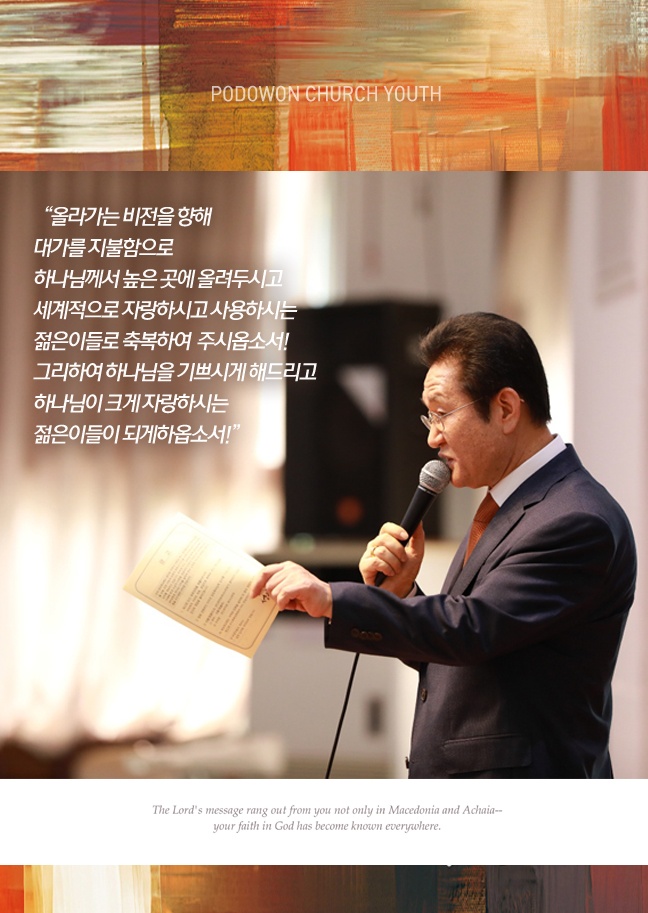 PODOWON CHURCH YOUTH
“올라가는 비전을 향해
대가를 지불함으로
하나님께서 높은 곳에 올려두시고
세계적으로 자랑하시고 사용하시는
젊은이들로 축복하여 주시옵소서!
그리하여 하나님을 기쁘시게 해드리고
하나님이 크게 자랑하시는
젊은이들이 되게하옵소서!”
The Lord's message rang out from you not only in Macedonia and Achaia--
your faith in God has become known everywhere.